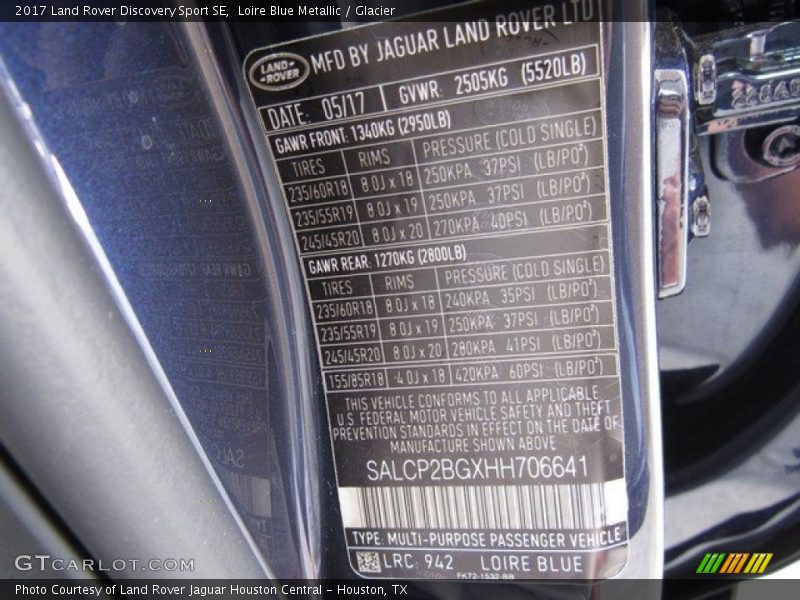 2017 Land Rover Discovery Sport SE, Loire Blue Metallic / Glacier
LAND-ROVER MFD BY JAGUAR LAND ROVER LTD
DATE: 05/17 GVWR: 2505KG (5520LB)
GAWR FRONT: 1340KG (2950LB)
TIRES RIMS PRESSURE (COLD SINGLE)
235/60R18 8.0J x 18 250KPA 37PSI (LB/PO²)
235/55R19 8.0J x 19 250KPA 37PSI (LB/PO²)
245/45R20 8.0J x 20 270KPA 40PSI (LB/PO²)
GAWR REAR: 1270KG (2800LB)
TIRES RIMS PRESSURE (COLD SINGLE)
235/60R18 8.0J x 18 240KPA 35PSI (LB/PO²)
235/55R19 8.0J x 19 250KPA 37PSI (LB/PO²)
245/45R20 8.0J x 20 280KPA 41PSI (LB/PO²)
155/85R18 4.0J x 18 420KPA 60PSI (LB/PO²)
THIS VEHICLE CONFORMS TO ALL APPLICABLE
U.S. FEDERAL MOTOR VEHICLE SAFETY AND THEFT
PREVENTION STANDARDS IN EFFECT ON THE DATE OF
MANUFACTURE SHOWN ABOVE
SALCP2BGXHH706641
TYPE: MULTI-PURPOSE PASSENGER VEHICLE
LRC: 942 LOIRE BLUE
FK72-1532-BB
GTCARLOT.COM
Photo Courtesy of Land Rover Jaguar Houston Central - Houston, TX